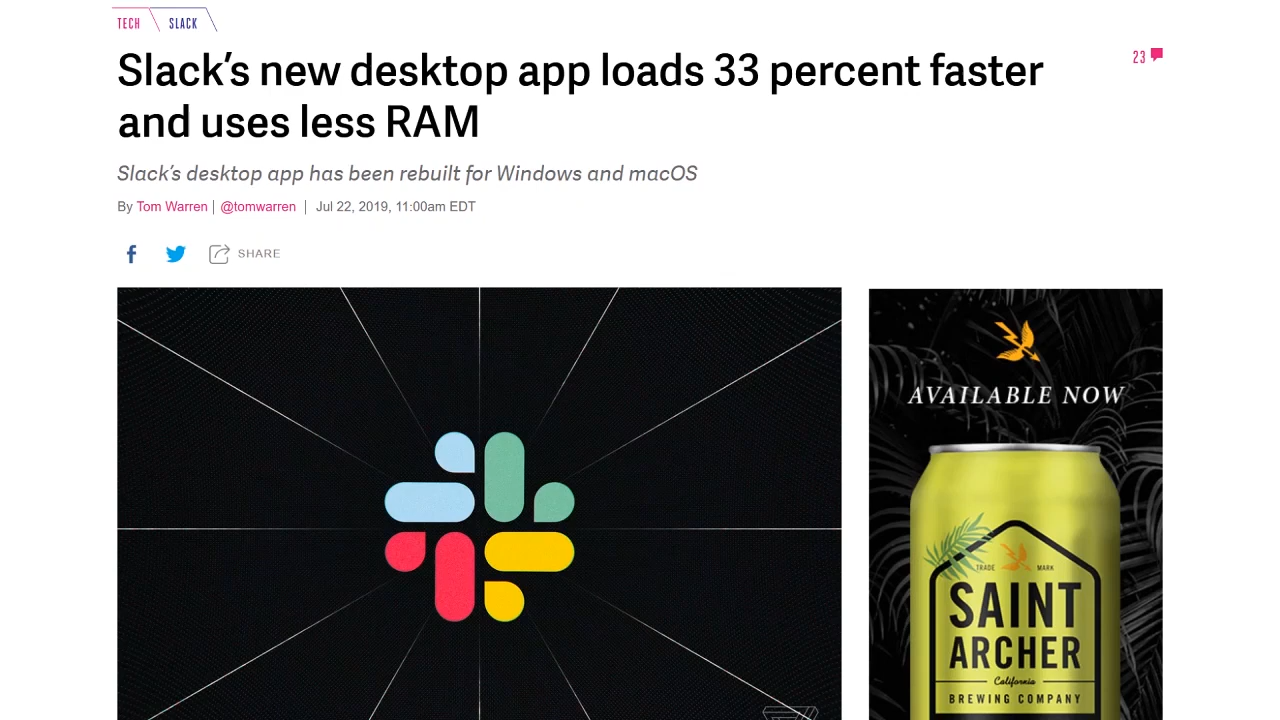 TECH SLACK
Slack’s new desktop app loads 33 percent faster
and uses less RAM
23
Slack’s desktop app has been rebuilt for Windows and macOS
By Tom Warren | @tomwarren | Jul 22, 2019, 11:00am EDT
SHARE
AVAILABLE NOW
TRADE MARK
SAINT
ARCHER
California
BREWING COMPANY